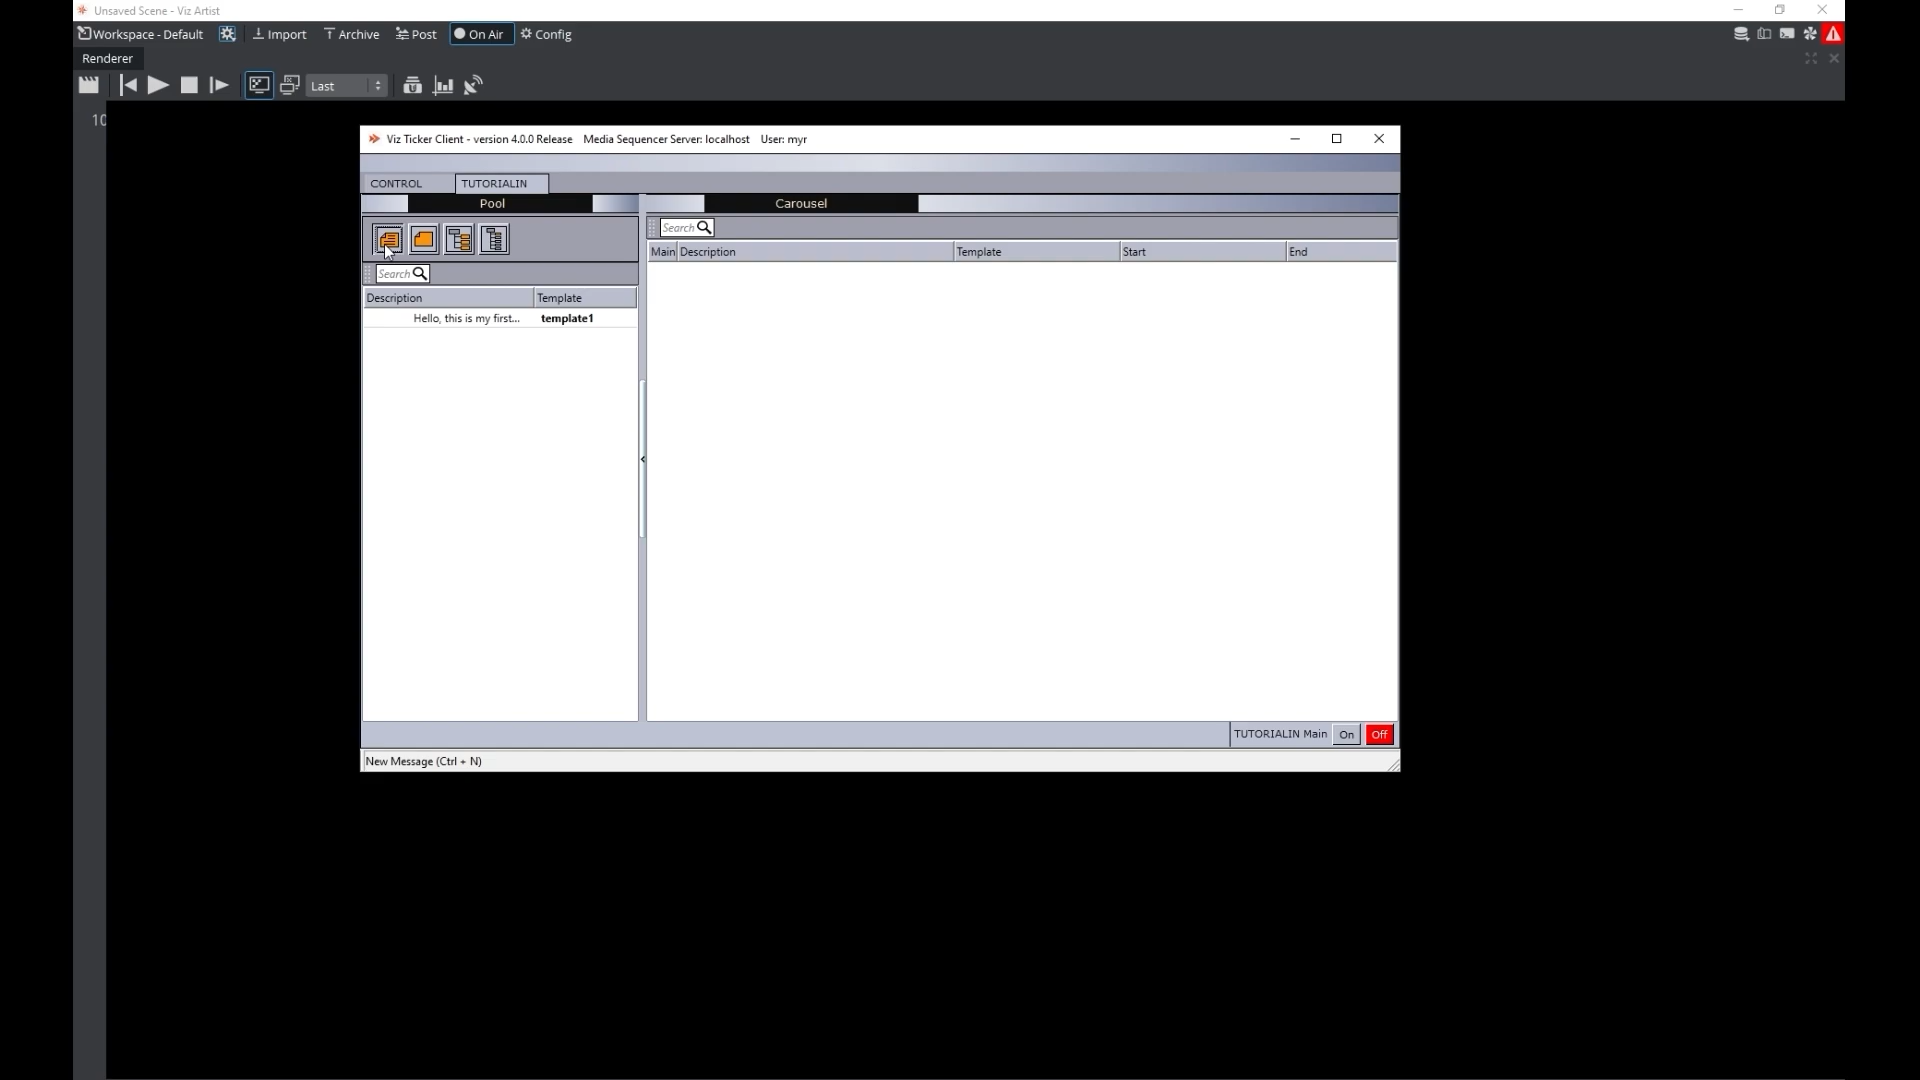 Unsaved Scene - Viz Artist
Workspace - Default Import Archive Post On Air Config
Renderer
Last
10
Viz Ticker Client - version 4.0.0 Release Media Sequencer Server: localhost User: myr
CONTROL TUTORIALIN
Pool Carousel
Search
Main Description Template Start End
Search
Description Template
Hello, this is my first... template1
TUTORIALIN Main On Off
New Message (Ctrl + N)